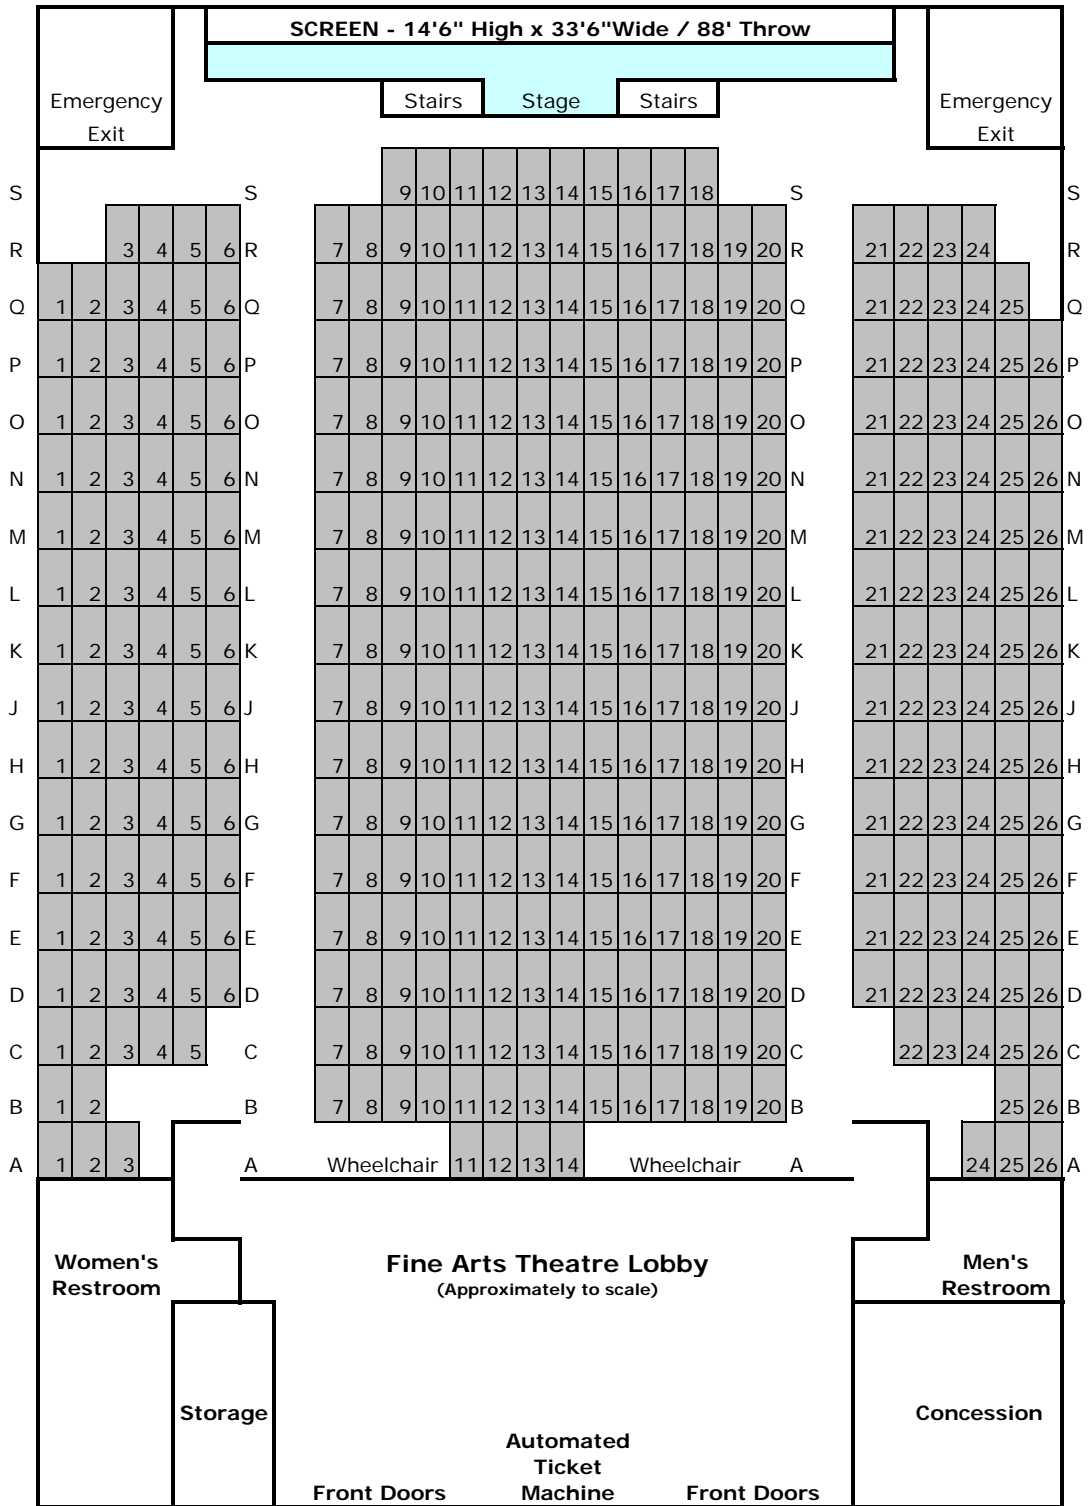 SCREEN - 14'6" High x 33'6"Wide / 88' Throw
Emergency Exit
Stairs Stage Stairs
Emergency Exit
S S 9 10 11 12 13 14 15 16 17 18 S S
R 3 4 5 6 R 7 8 9 10 11 12 13 14 15 16 17 18 19 20 R 21 22 23 24 R
Q 1 2 3 4 5 6 Q 7 8 9 10 11 12 13 14 15 16 17 18 19 20 Q 21 22 23 24 25 Q
P 1 2 3 4 5 6 P 7 8 9 10 11 12 13 14 15 16 17 18 19 20 P 21 22 23 24 25 26 P
O 1 2 3 4 5 6 O 7 8 9 10 11 12 13 14 15 16 17 18 19 20 O 21 22 23 24 25 26 O
N 1 2 3 4 5 6 N 7 8 9 10 11 12 13 14 15 16 17 18 19 20 N 21 22 23 24 25 26 N
M 1 2 3 4 5 6 M 7 8 9 10 11 12 13 14 15 16 17 18 19 20 M 21 22 23 24 25 26 M
L 1 2 3 4 5 6 L 7 8 9 10 11 12 13 14 15 16 17 18 19 20 L 21 22 23 24 25 26 L
K 1 2 3 4 5 6 K 7 8 9 10 11 12 13 14 15 16 17 18 19 20 K 21 22 23 24 25 26 K
J 1 2 3 4 5 6 J 7 8 9 10 11 12 13 14 15 16 17 18 19 20 J 21 22 23 24 25 26 J
H 1 2 3 4 5 6 H 7 8 9 10 11 12 13 14 15 16 17 18 19 20 H 21 22 23 24 25 26 H
G 1 2 3 4 5 6 G 7 8 9 10 11 12 13 14 15 16 17 18 19 20 G 21 22 23 24 25 26 G
F 1 2 3 4 5 6 F 7 8 9 10 11 12 13 14 15 16 17 18 19 20 F 21 22 23 24 25 26 F
E 1 2 3 4 5 6 E 7 8 9 10 11 12 13 14 15 16 17 18 19 20 E 21 22 23 24 25 26 E
D 1 2 3 4 5 6 D 7 8 9 10 11 12 13 14 15 16 17 18 19 20 D 21 22 23 24 25 26 D
C 1 2 3 4 5 C 7 8 9 10 11 12 13 14 15 16 17 18 19 20 C 22 23 24 25 26 C
B 1 2 B 7 8 9 10 11 12 13 14 15 16 17 18 19 20 B 25 26 B
A 1 2 3 A Wheelchair 11 12 13 14 Wheelchair A 24 25 26 A
Women's
Restroom
Fine Arts Theatre Lobby
(Approximately to scale)
Men's
Restroom
Storage
Concession
Automated
Ticket
Front Doors Machine Front Doors